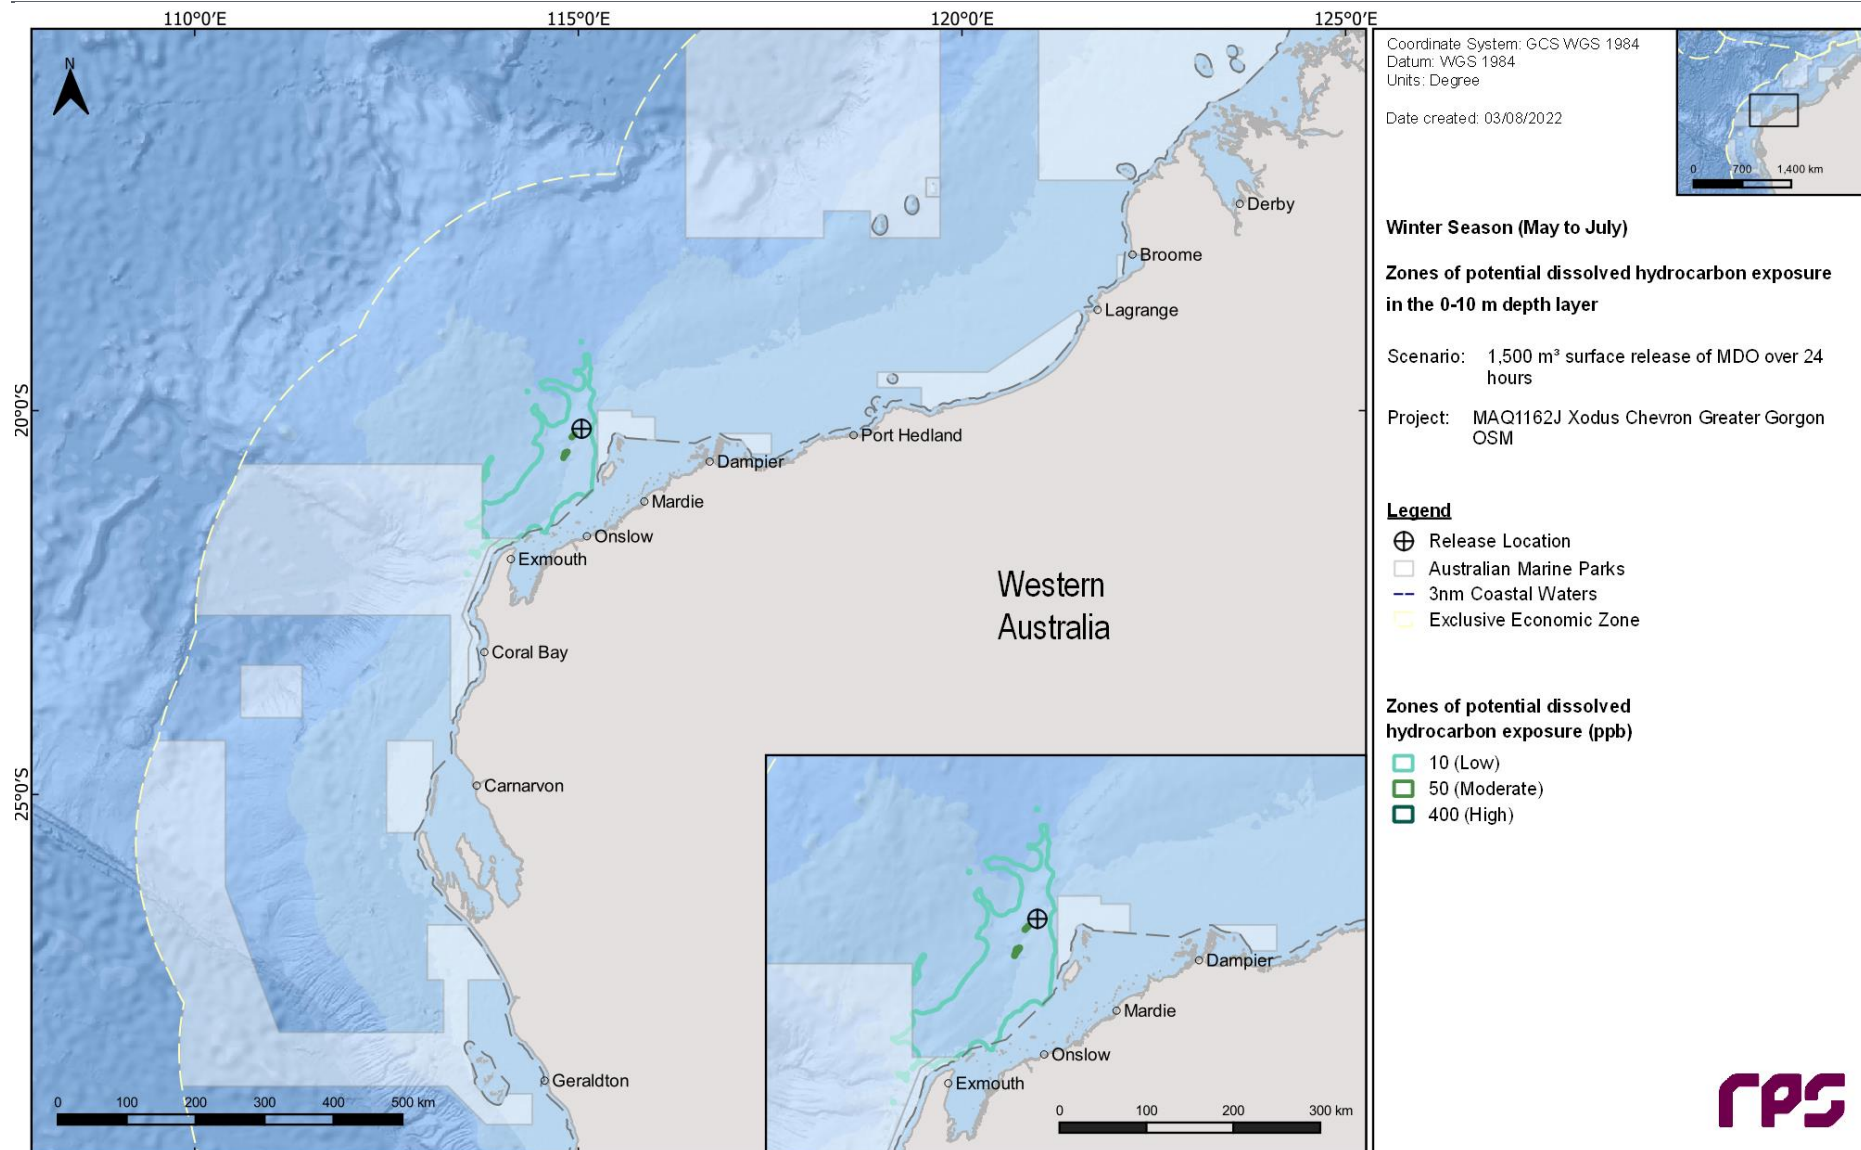 110°0'E
115°0'E
120°0'E
125°0'E
20°0'S
25°0'S
N
Derby
Broome
Lagrange
Port Hedland
Dampier
Mardie
Onslow
Exmouth
Western
Australia
Coral Bay
Carnarvon
Geraldton
0 100 200 300 400 500 km
Dampier
Mardie
Onslow
Exmouth
0 100 200 300 km
Coordinate System: GCS WGS 1984
Datum: WGS 1984
Units: Degree
Date created: 03/08/2022
0 700 1,400 km
Winter Season (May to July)
Zones of potential dissolved hydrocarbon exposure
in the 0-10 m depth layer
Scenario: 1,500 m³ surface release of MDO over 24
hours
Project: MAQ1162J Xodus Chevron Greater Gorgon
OSM
Legend
Release Location
Australian Marine Parks
3nm Coastal Waters
Exclusive Economic Zone
Zones of potential dissolved
hydrocarbon exposure (ppb)
10 (Low)
50 (Moderate)
400 (High)
rps